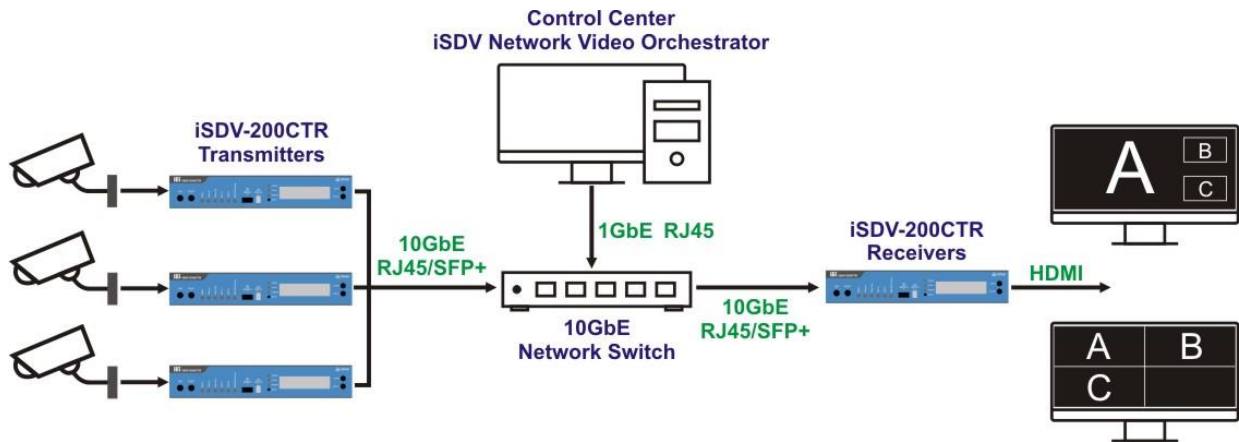 Control Center
iSDV Network Video Orchestrator
iSDV-200CTR
Transmitters
1GbE RJ45
10GbE
RJ45/SFP+
10GbE
Network Switch
10GbE
RJ45/SFP+
iSDV-200CTR
Receivers
HDMI
A
B
C
A B
C